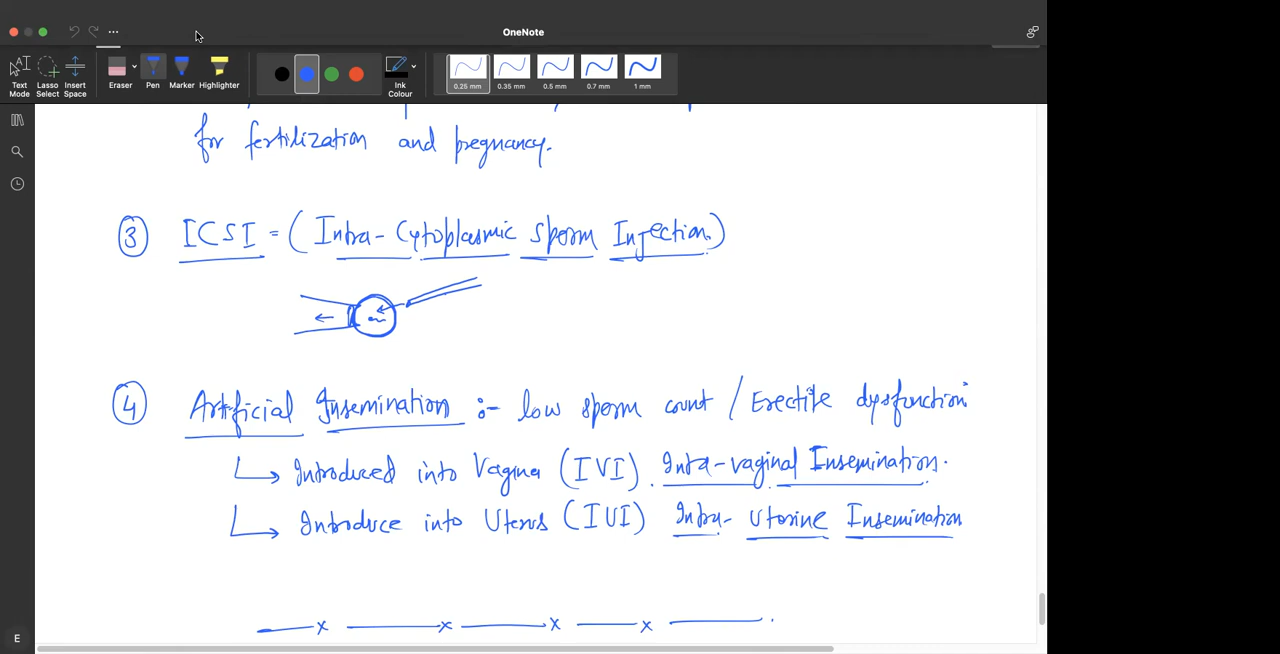 OneNote
Text Mode
Lasso Select
Insert Space
Eraser
Pen
Marker
Highlighter
Ink Colour
0.25 mm
0.35 mm
0.5 mm
0.7 mm
1 mm
for fertilization and pregnancy.
3 ICSI = (Intra-Cytoplasmic Sperm Injection.)
4 Artificial Insemination :- low sperm count / Erectile dysfunction
Introduced into Vagina (IVI). Intra-vaginal Insemination.
Introduce into Uterus (IUI) Intra-Uterine Insemination
x x x x
E